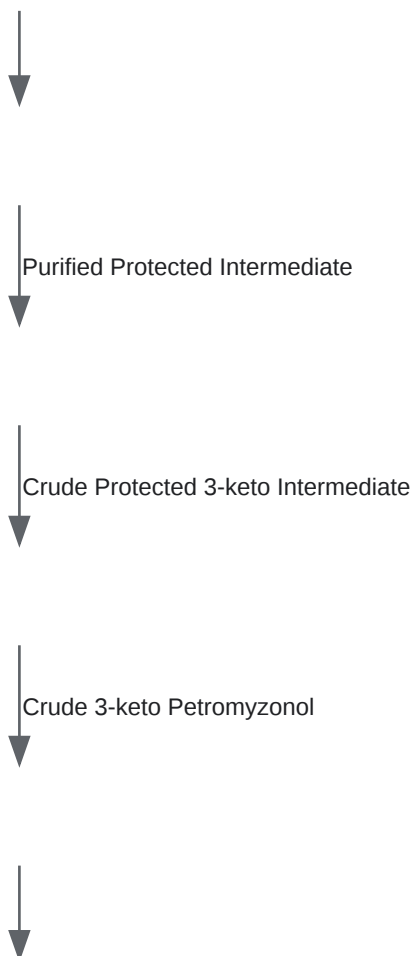 Purified Protected Intermediate
Crude Protected 3-keto Intermediate
Crude 3-keto Petromyzonol